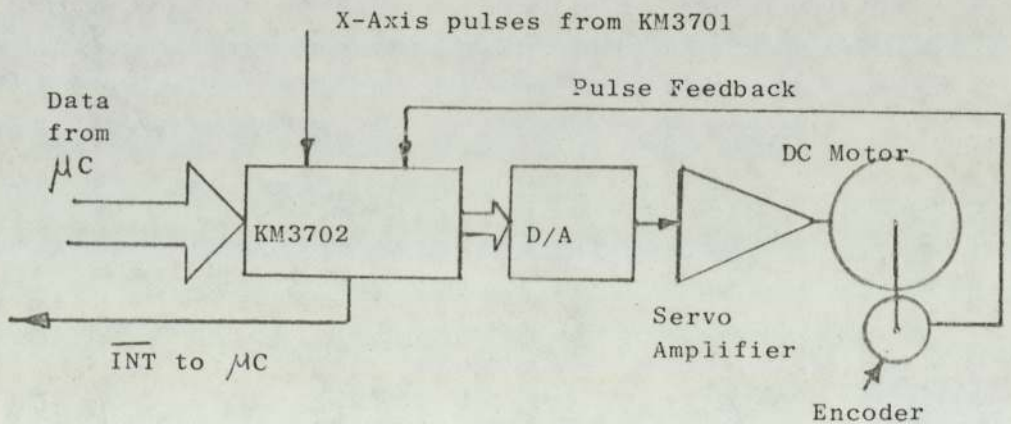 X-Axis pulses from KM3701
Pulse Feedback
Data
from
μC
DC Motor
KM3702
D/A
Servo
Amplifier
INT to μC
Encoder